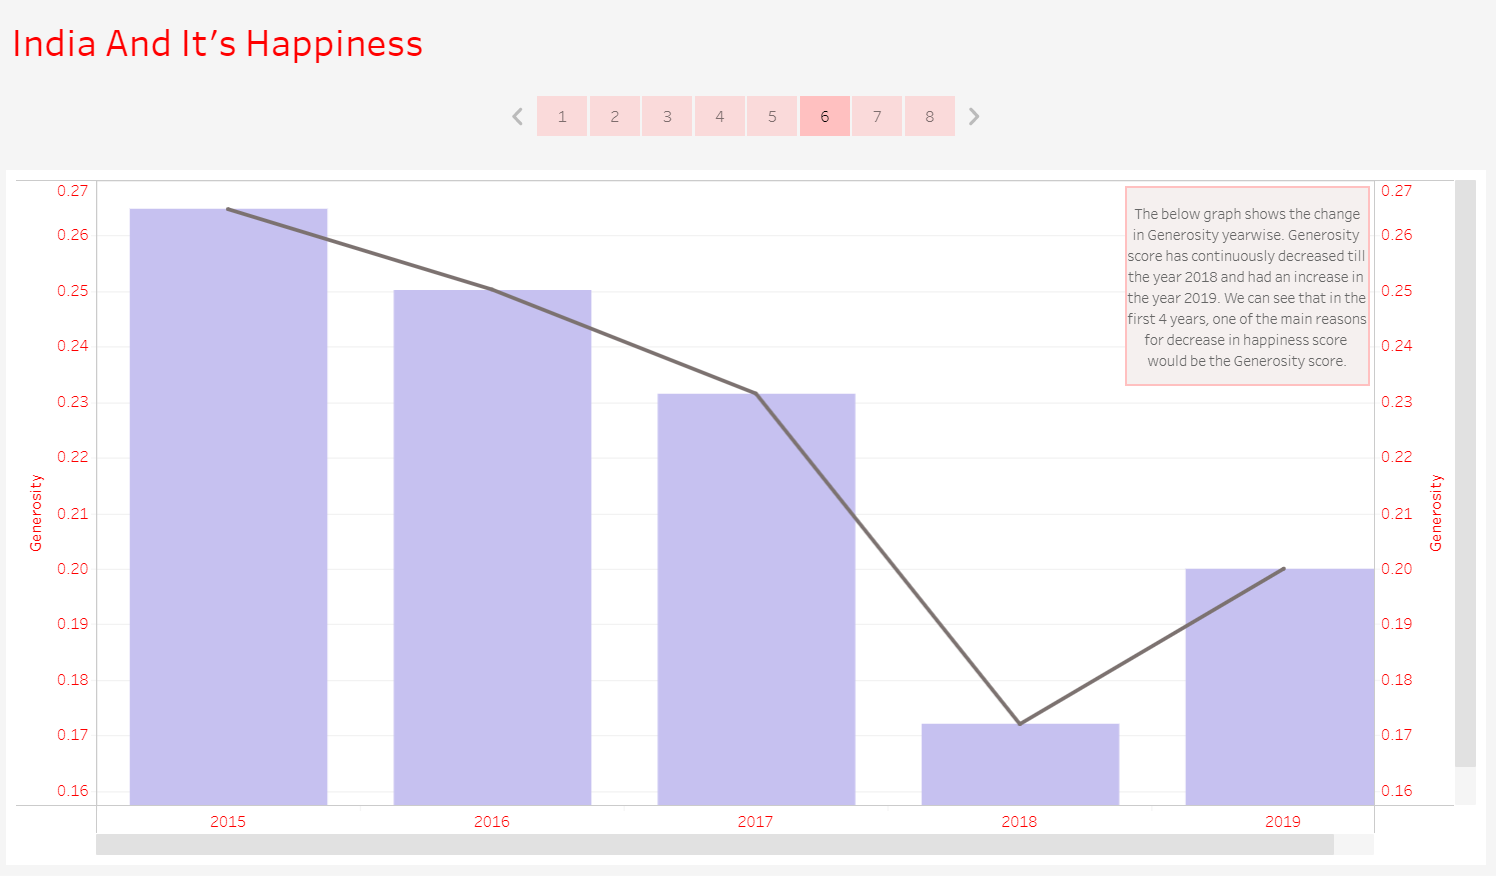 India And It’s Happiness
1 2 3 4 5 6 7 8
The below graph shows the change
in Generosity yearwise. Generosity
score has continuously decreased till
the year 2018 and had an increase in
the year 2019. We can see that in the
first 4 years, one of the main reasons
for decrease in happiness score
would be the Generosity score.
Generosity
0.27
0.26
0.25
0.24
0.23
0.22
0.21
0.20
0.19
0.18
0.17
0.16
0.27
0.26
0.25
0.24
0.23
0.22
0.21
0.20
0.19
0.18
0.17
0.16
Generosity
2015 2016 2017 2018 2019